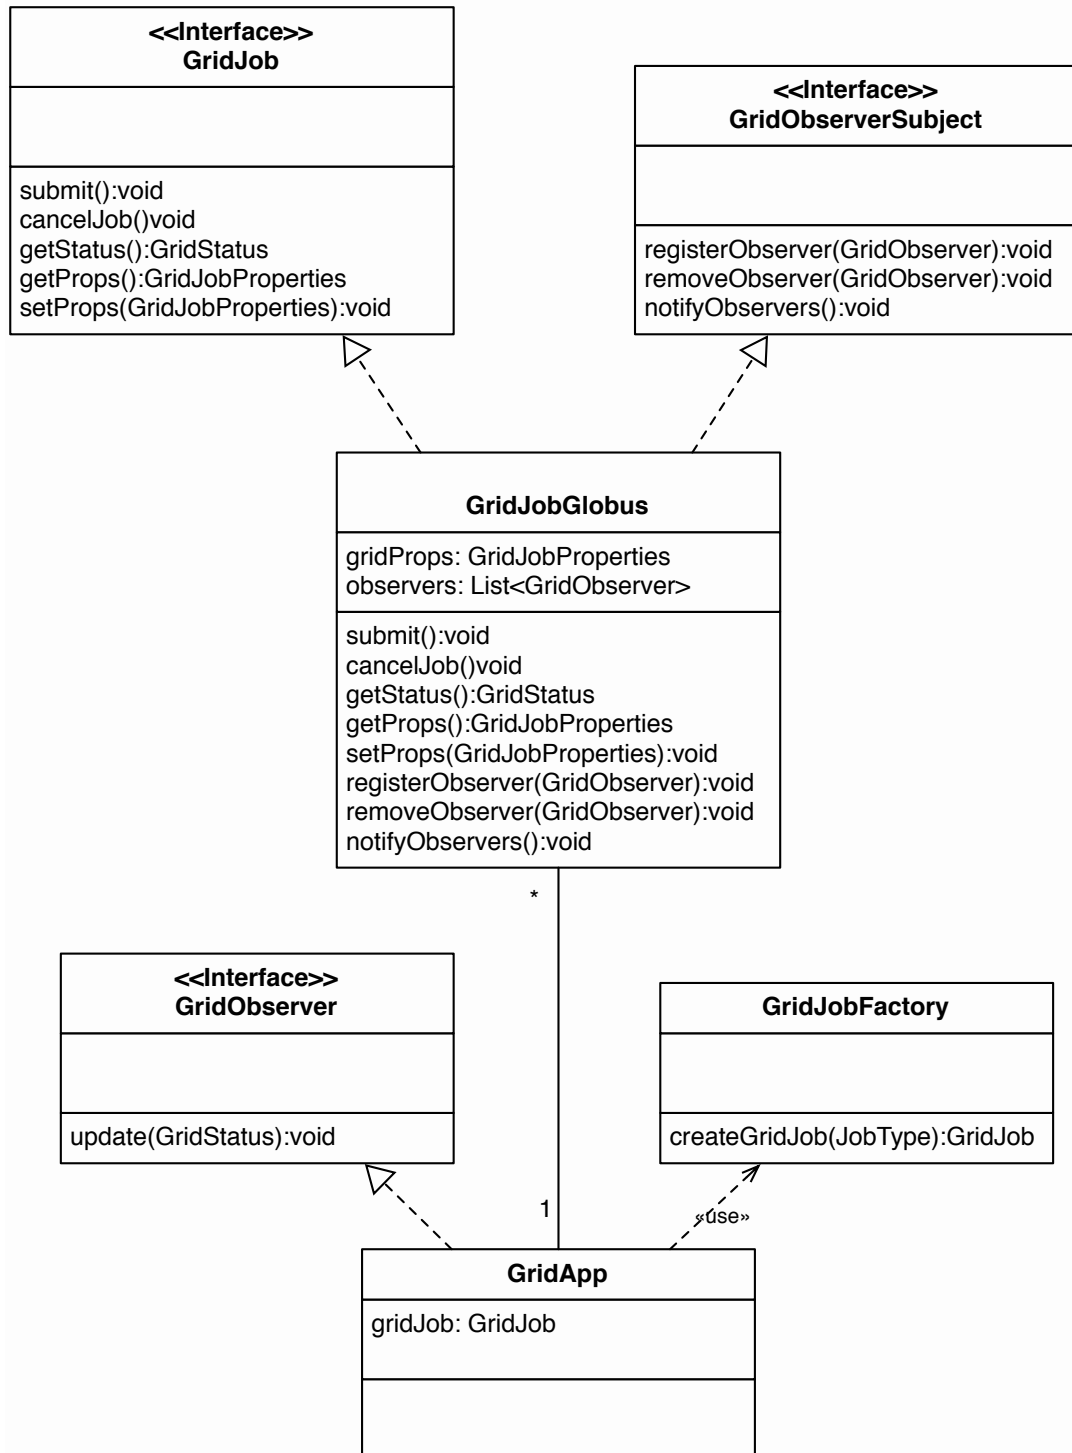 <<Interface>>
GridJob
submit():void
cancelJob()void
getStatus():GridStatus
getProps():GridJobProperties
setProps(GridJobProperties):void
<<Interface>>
GridObserverSubject
registerObserver(GridObserver):void
removeObserver(GridObserver):void
notifyObservers():void
GridJobGlobus
gridProps: GridJobProperties
observers: List<GridObserver>
submit():void
cancelJob()void
getStatus():GridStatus
getProps():GridJobProperties
setProps(GridJobProperties):void
registerObserver(GridObserver):void
removeObserver(GridObserver):void
notifyObservers():void
*
<<Interface>>
GridObserver
update(GridStatus):void
GridJobFactory
createGridJob(JobType):GridJob
1
«use»
GridApp
gridJob: GridJob